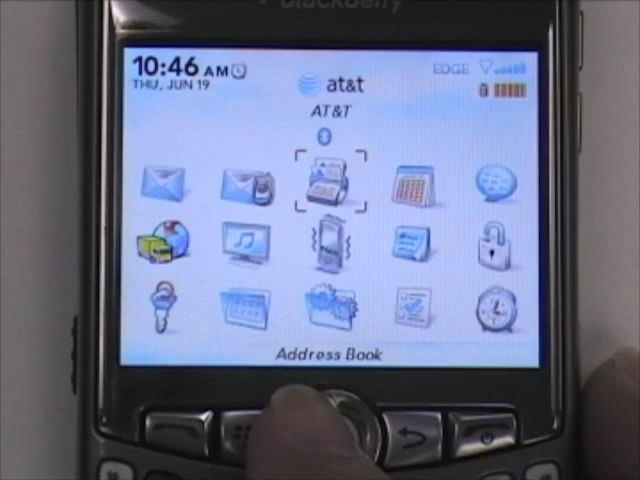 BlackBerry
10:46 AM
EDGE
THU, JUN 19
at&t
AT&T
Address Book